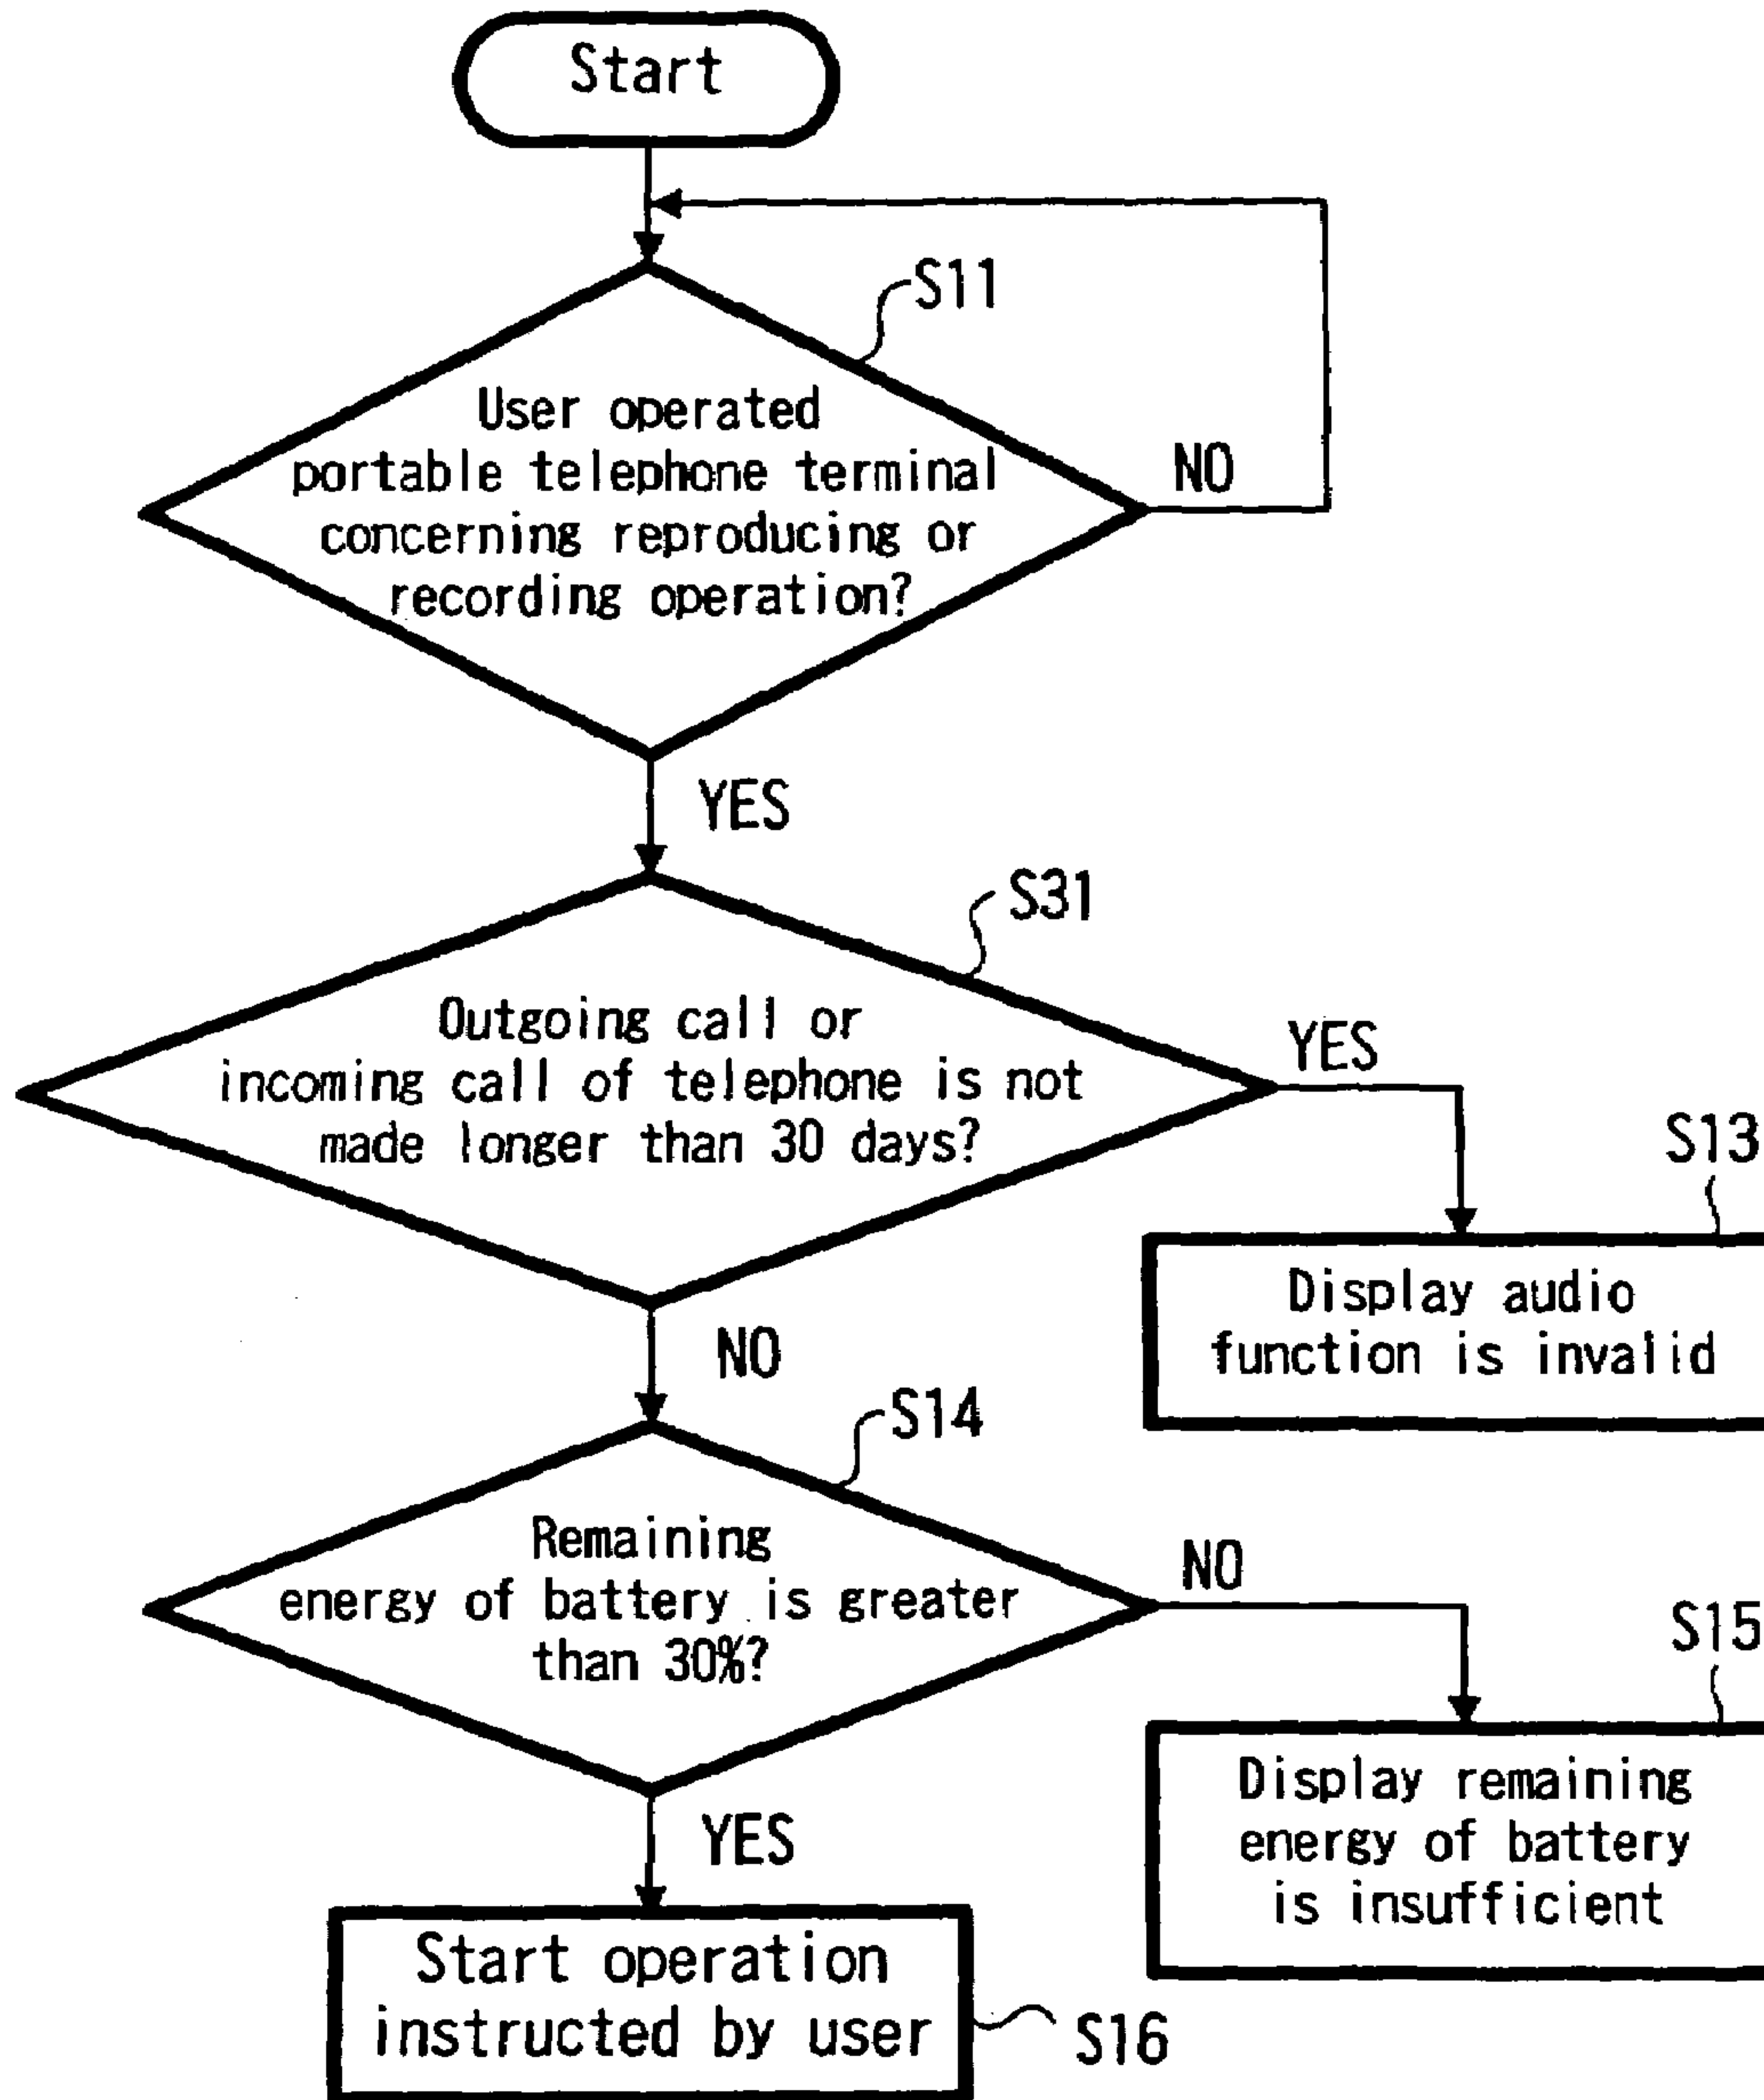 Start
S11
User operated
portable telephone terminal
concerning reproducing or
recording operation?
NO
YES
S31
Outgoing call or
incoming call of telephone is not
made longer than 30 days?
YES
S13
Display audio
function is invalid
NO
S14
Remaining
energy of battery is greater
than 30%?
NO
S15
Display remaining
energy of battery
is insufficient
YES
Start operation
instructed by user
S16